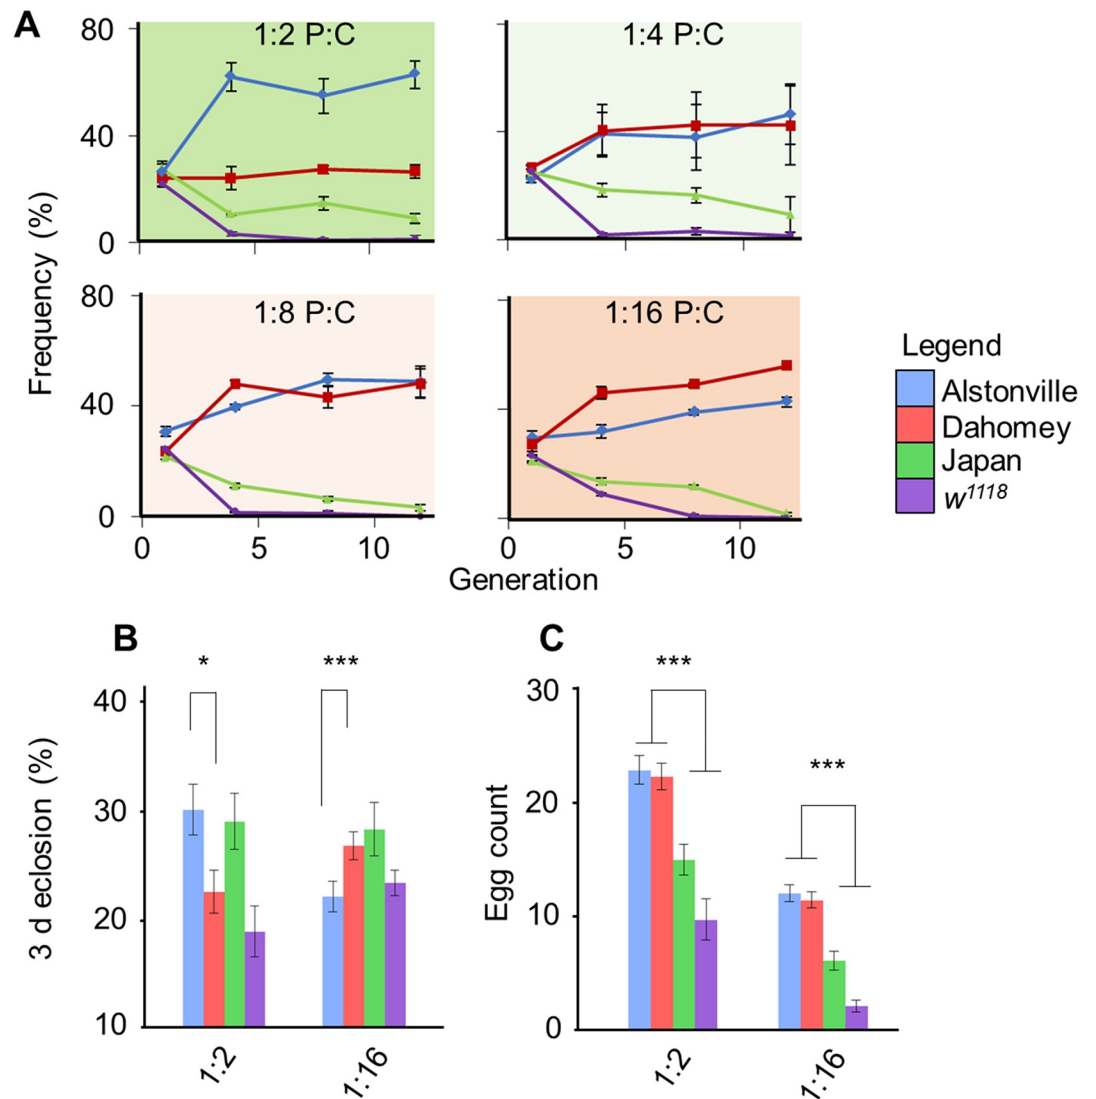 A
1:2 P:C
1:4 P:C
80
40
0
1:8 P:C
1:16 P:C
80
40
0
0 5 10
0 5 10
Frequency (%)
Generation
Legend
Alstonville
Dahomey
Japan
w1118
B
* ***
40
30
20
10
3 d eclosion (%)
1:2 1:16
C
***
***
30
20
10
0
Egg count
1:2 1:16